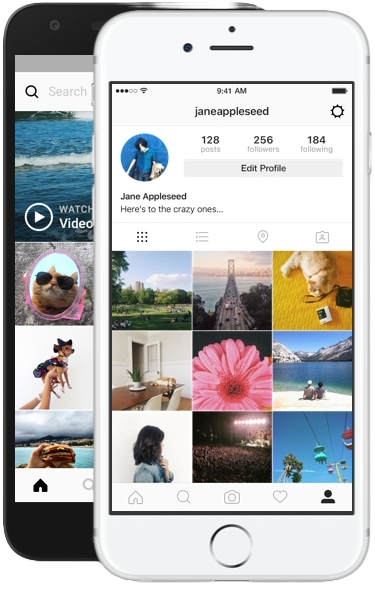 Search
WATCH
Video
9:41 AM
janeappleseed
128
256
184
posts
followers
following
Edit Profile
Jane Appleseed
Here's to the crazy ones...